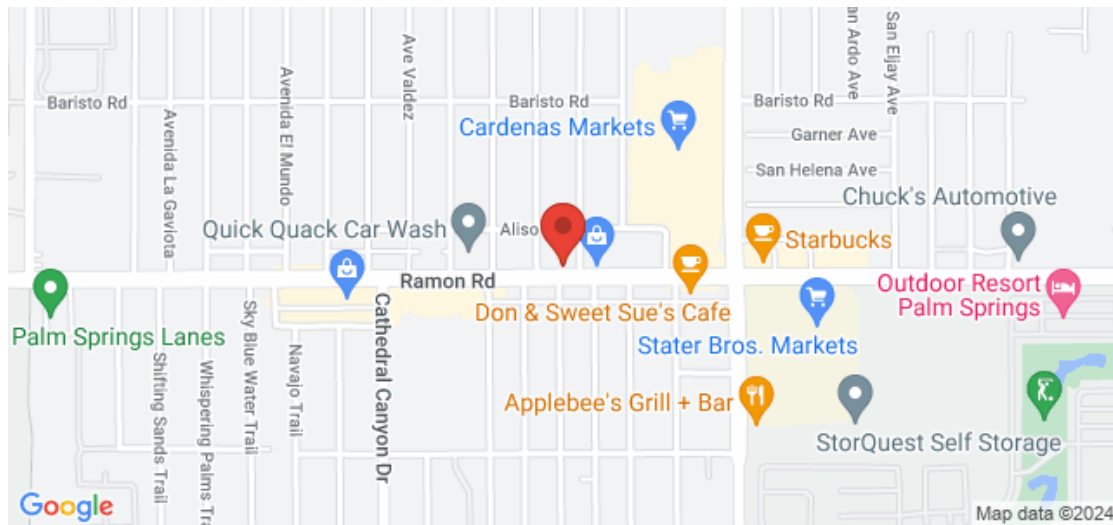 Baristo Rd
Avenida La Gaviota
Avenida El Mundo
Ave Valdez
Baristo Rd
Cardenas Markets
an Ardo Ave
San Eljay Ave
Baristo Rd
Garner Ave
San Helena Ave
Chuck's Automotive
Quick Quack Car Wash
Aliso
Starbucks
Ramon Rd
Palm Springs Lanes
Don & Sweet Sue's Cafe
Outdoor Resort
Palm Springs
Stater Bros. Markets
Cathedral Canyon Dr
Sky Blue Water Trail
Navajo Trail
Shifting Sands Trail
Whispering Palms Tra
Applebee's Grill + Bar
StorQuest Self Storage
Google
Map data ©2024